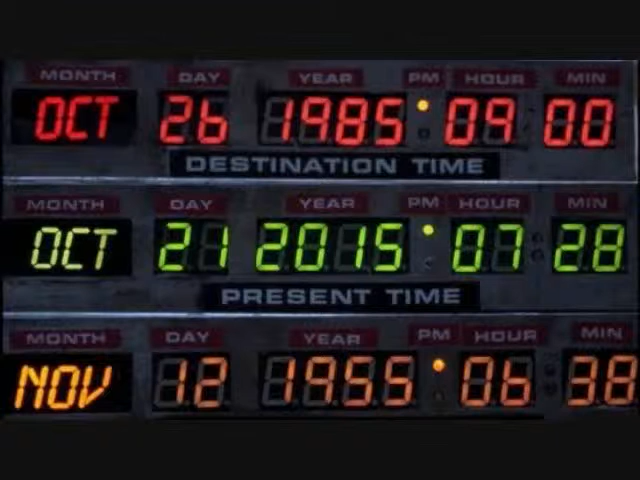 MONTH DAY YEAR PM HOUR MIN
OCT 26 1985 09 00
DESTINATION TIME
MONTH DAY YEAR PM HOUR MIN
OCT 21 2015 07 28
PRESENT TIME
MONTH DAY YEAR PM HOUR MIN
NOV 12 1955 06 38